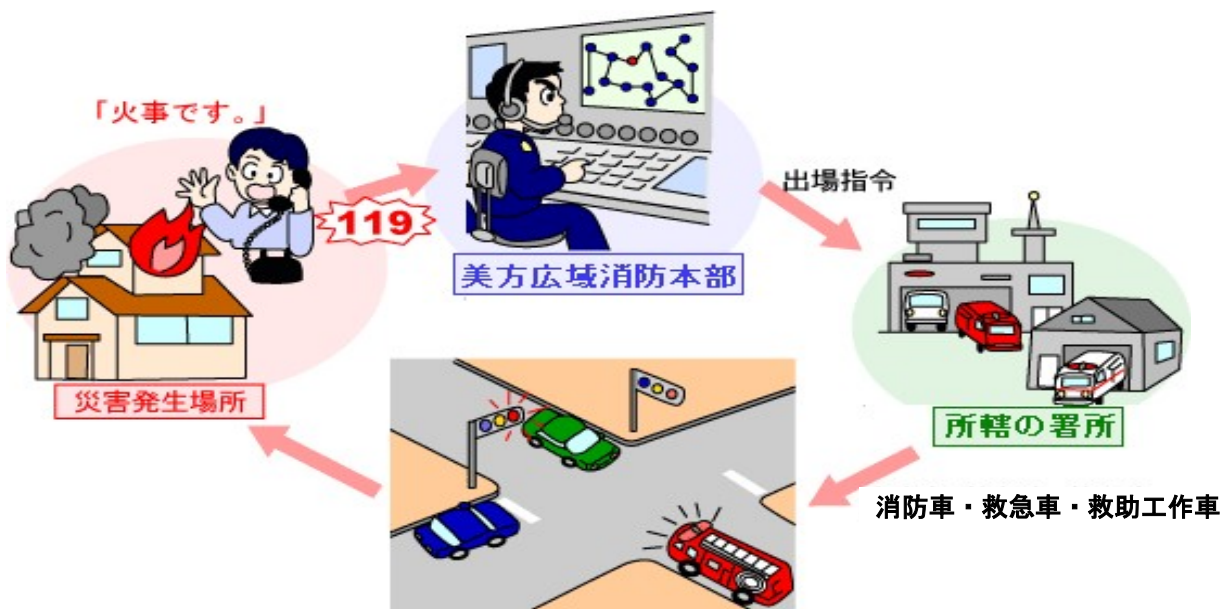 「火事です。」
119
美方広域消防本部
出場指令
災害発生場所
所轄の署所
消防車・救急車・救助工作車